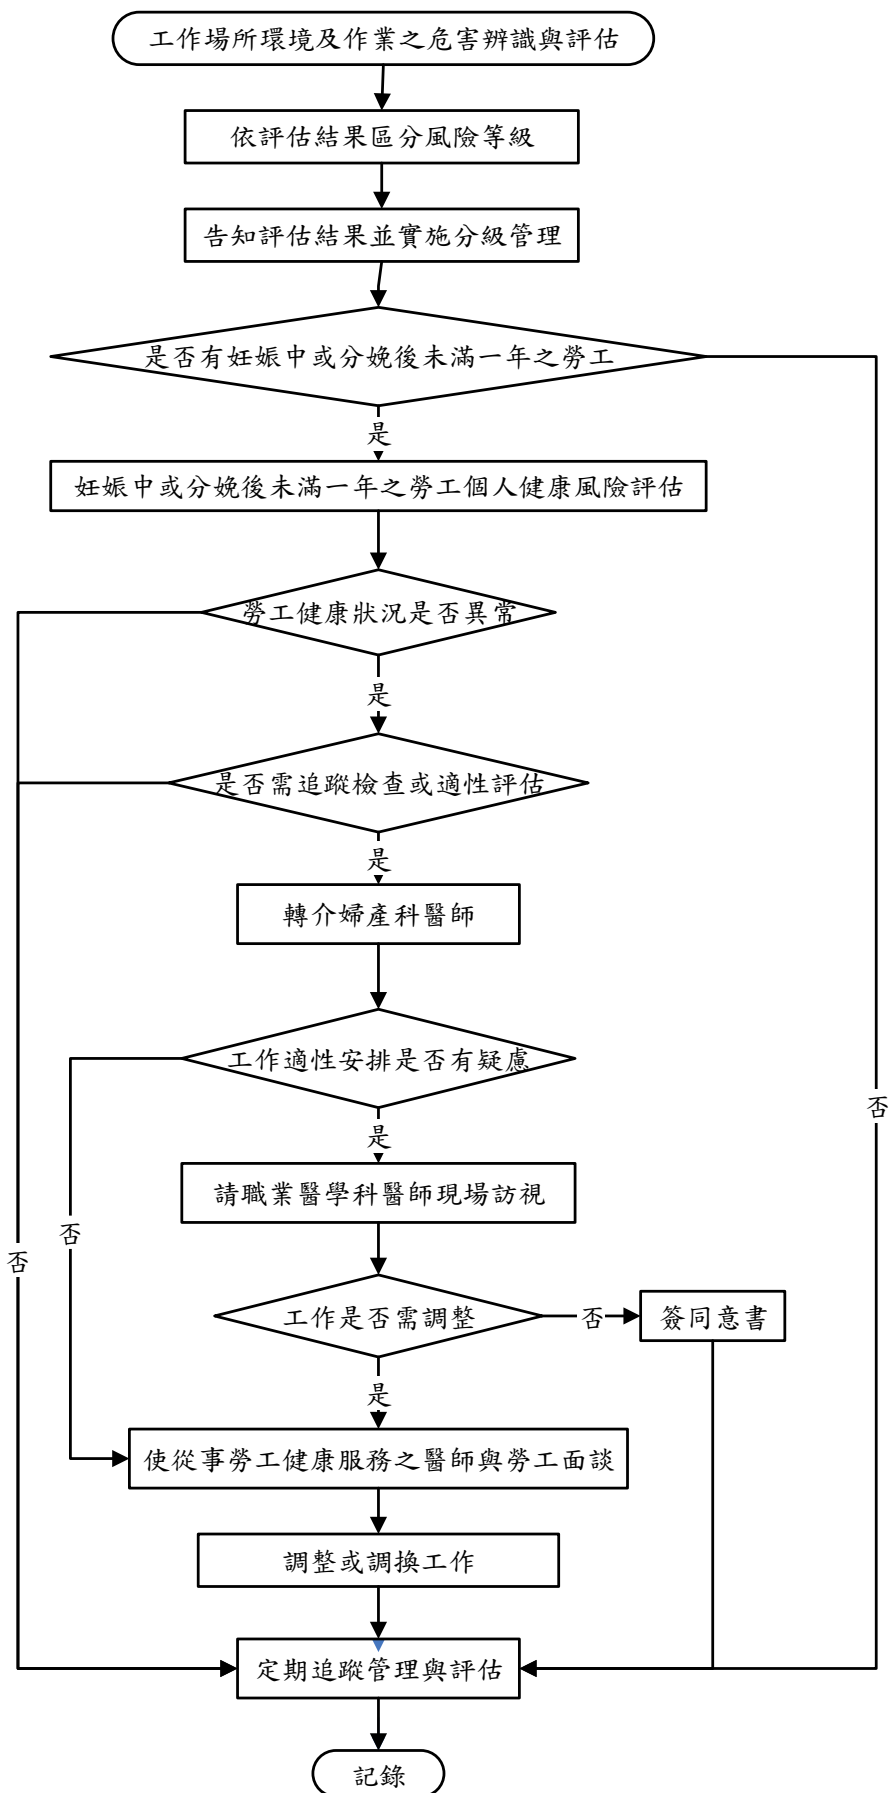 工作場所環境及作業之危害辨識與評估
依評估結果區分風險等級
告知評估結果並實施分級管理
是否有妊娠中或分娩後未滿一年之勞工
是
妊娠中或分娩後未滿一年之勞工個人健康風險評估
勞工健康狀況是否異常
是
是否需追蹤檢查或適性評估
是
轉介婦產科醫師
工作適性安排是否有疑慮
否
是
請職業醫學科醫師現場訪視
否
否
工作是否需調整
否
簽同意書
是
使從事勞工健康服務之醫師與勞工面談
調整或調換工作
定期追蹤管理與評估
記錄